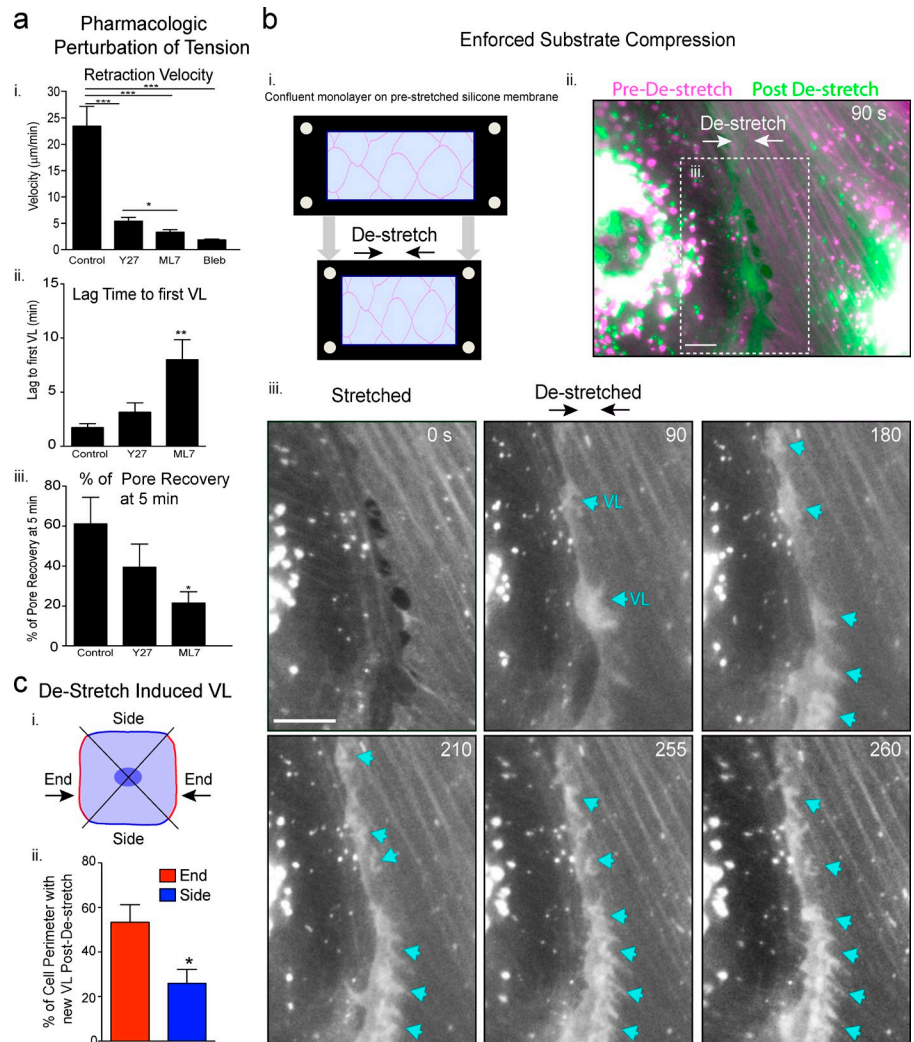 a
Pharmacologic
Perturbation of Tension
i.
Retraction Velocity
***
***
***
*
Velocity (µm/min)
30
25
20
15
10
5
0
Control Y27 ML7 Bleb
ii.
Lag Time to first VL
**
Lag to first VL (min)
15
10
5
0
Control Y27 ML7
iii.
% of Pore Recovery
at 5 min
*
% of Pore Recovery at 5 min
80
60
40
20
0
Control Y27 ML7
b
Enforced Substrate Compression
i.
Confluent monolayer on pre-stretched silicone membrane
De-stretch
ii.
Pre-De-stretch Post De-stretch
De-stretch
90 s
iii.
iii.
Stretched
De-stretched
0 s
90
VL
VL
180
210
255
260
c
De-Stretch Induced VL
i.
Side
End
End
Side
ii.
% of Cell Perimeter with
new VL Post-De-stretch
80
60
40
20
0
End
Side
*